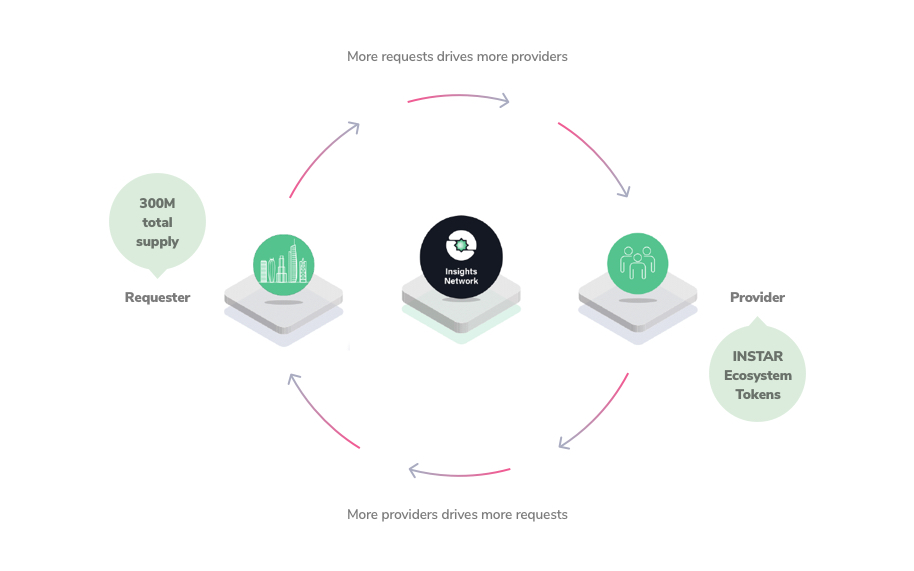 More requests drives more providers
300M
total
supply
Insights
Network
Requester
Provider
INSTAR
Ecosystem
Tokens
More providers drives more requests